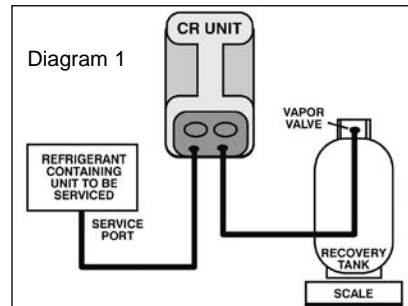 CR UNIT
Diagram 1
VAPOR
VALVE
REFRIGERANT
CONTAINING
UNIT TO BE
SERVICED
SERVICE
PORT
RECOVERY
TANK
SCALE